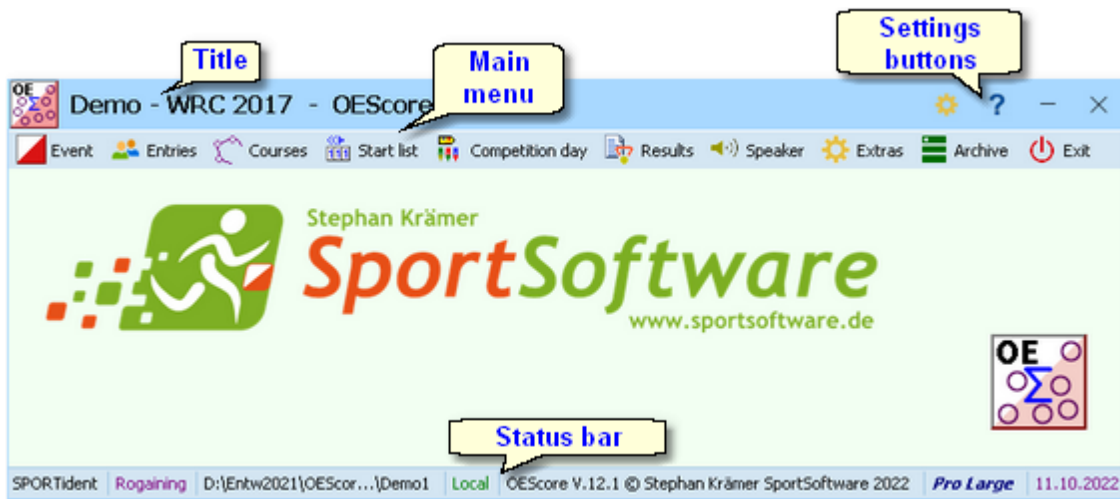 Settings
buttons
Title
Main
menu
OE
Demo - WRC 2017 - OEScore
?
Event Entries Courses Start list Competition day Results Speaker Extras Archive Exit
Stephan Krämer
SportSoftware
www.sportsoftware.de
OE
Σ
Status bar
SPORTident Rogaining D:\Entw2021\OEScor...\Demo1 Local OEScore V.12.1 © Stephan Krämer SportSoftware 2022 Pro Large 11.10.2022